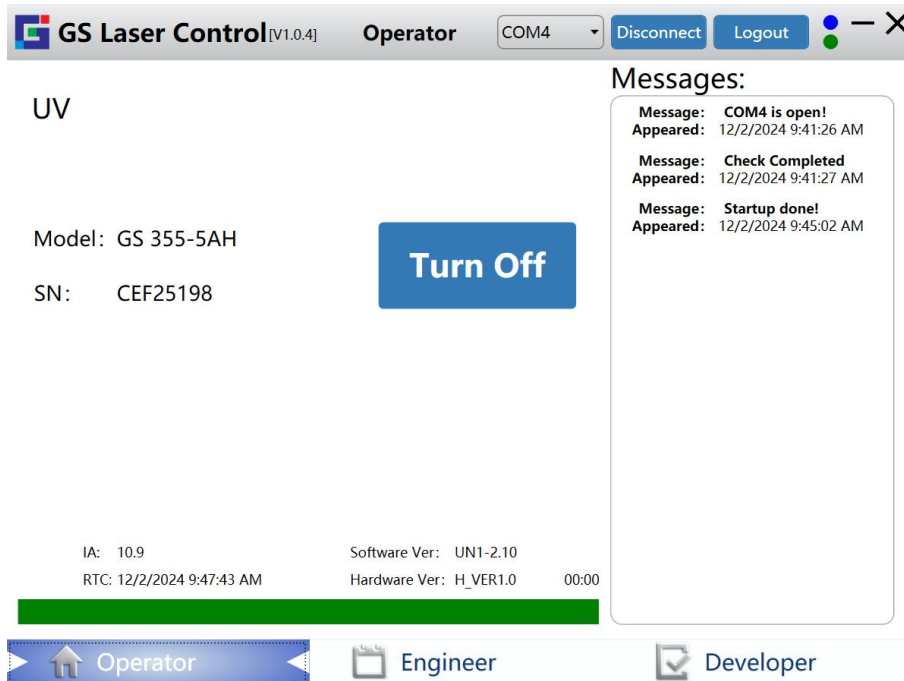 GS Laser Control[V1.0.4] Operator COM4 Disconnect Logout
Messages:
UV
Message: COM4 is open!
Appeared: 12/2/2024 9:41:26 AM
Message: Check Completed
Appeared: 12/2/2024 9:41:27 AM
Message: Startup done!
Appeared: 12/2/2024 9:45:02 AM
Model: GS 355-5AH
Turn Off
SN: CEF25198
IA: 10.9 Software Ver: UN1-2.10
RTC: 12/2/2024 9:47:43 AM Hardware Ver: H_VER1.0 00:00
Operator Engineer Developer